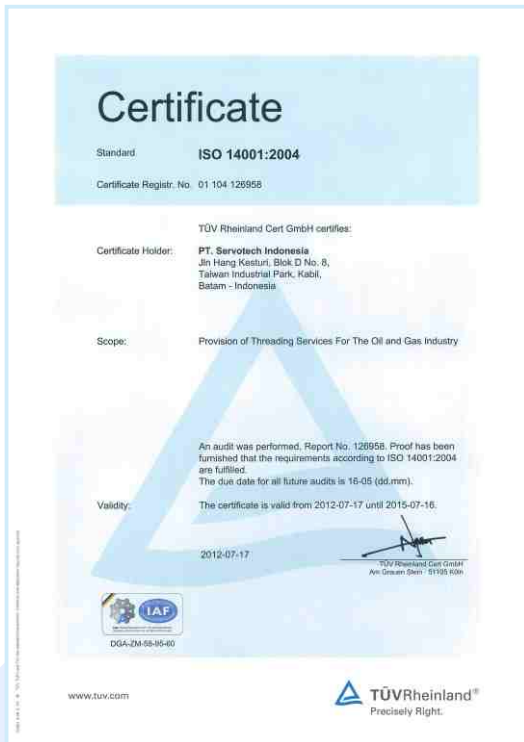 Certificate
Standard ISO 14001:2004
Certificate Registr. No. 01 104 126958
TÜV Rheinland Cert GmbH certifies:
Certificate Holder: PT. Servotech Indonesia
Jln Hang Kesturi, Blok D No. 8,
Taiwan Industrial Park, Kabil,
Batam - Indonesia
Scope: Provision of Threading Services For The Oil and Gas Industry
An audit was performed, Report No. 126958. Proof has been
furnished that the requirements according to ISO 14001:2004
are fulfilled.
The due date for all future audits is 16-05 (dd.mm).
Validity: The certificate is valid from 2012-07-17 until 2015-07-16.
2012-07-17
TÜV Rheinland Cert GmbH
Am Grauen Stein · 51105 Köln
IAF
DGA-ZM-58-95-60
www.tuv.com
TÜVRheinland®
Precisely Right.